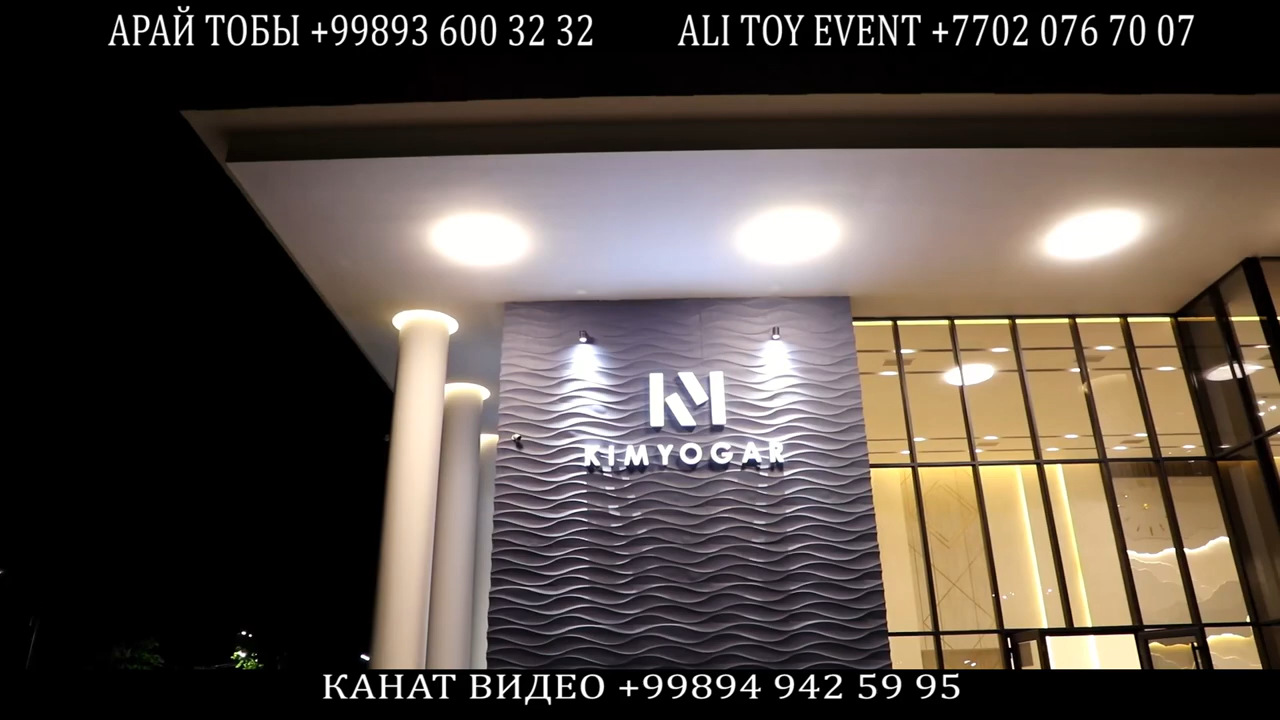 АРАЙ ТОБЫ +99893 600 32 32
ALI TOY EVENT +7702 076 70 07
KIMYOGAR
КАНАТ ВИДЕО +99894 942 59 95